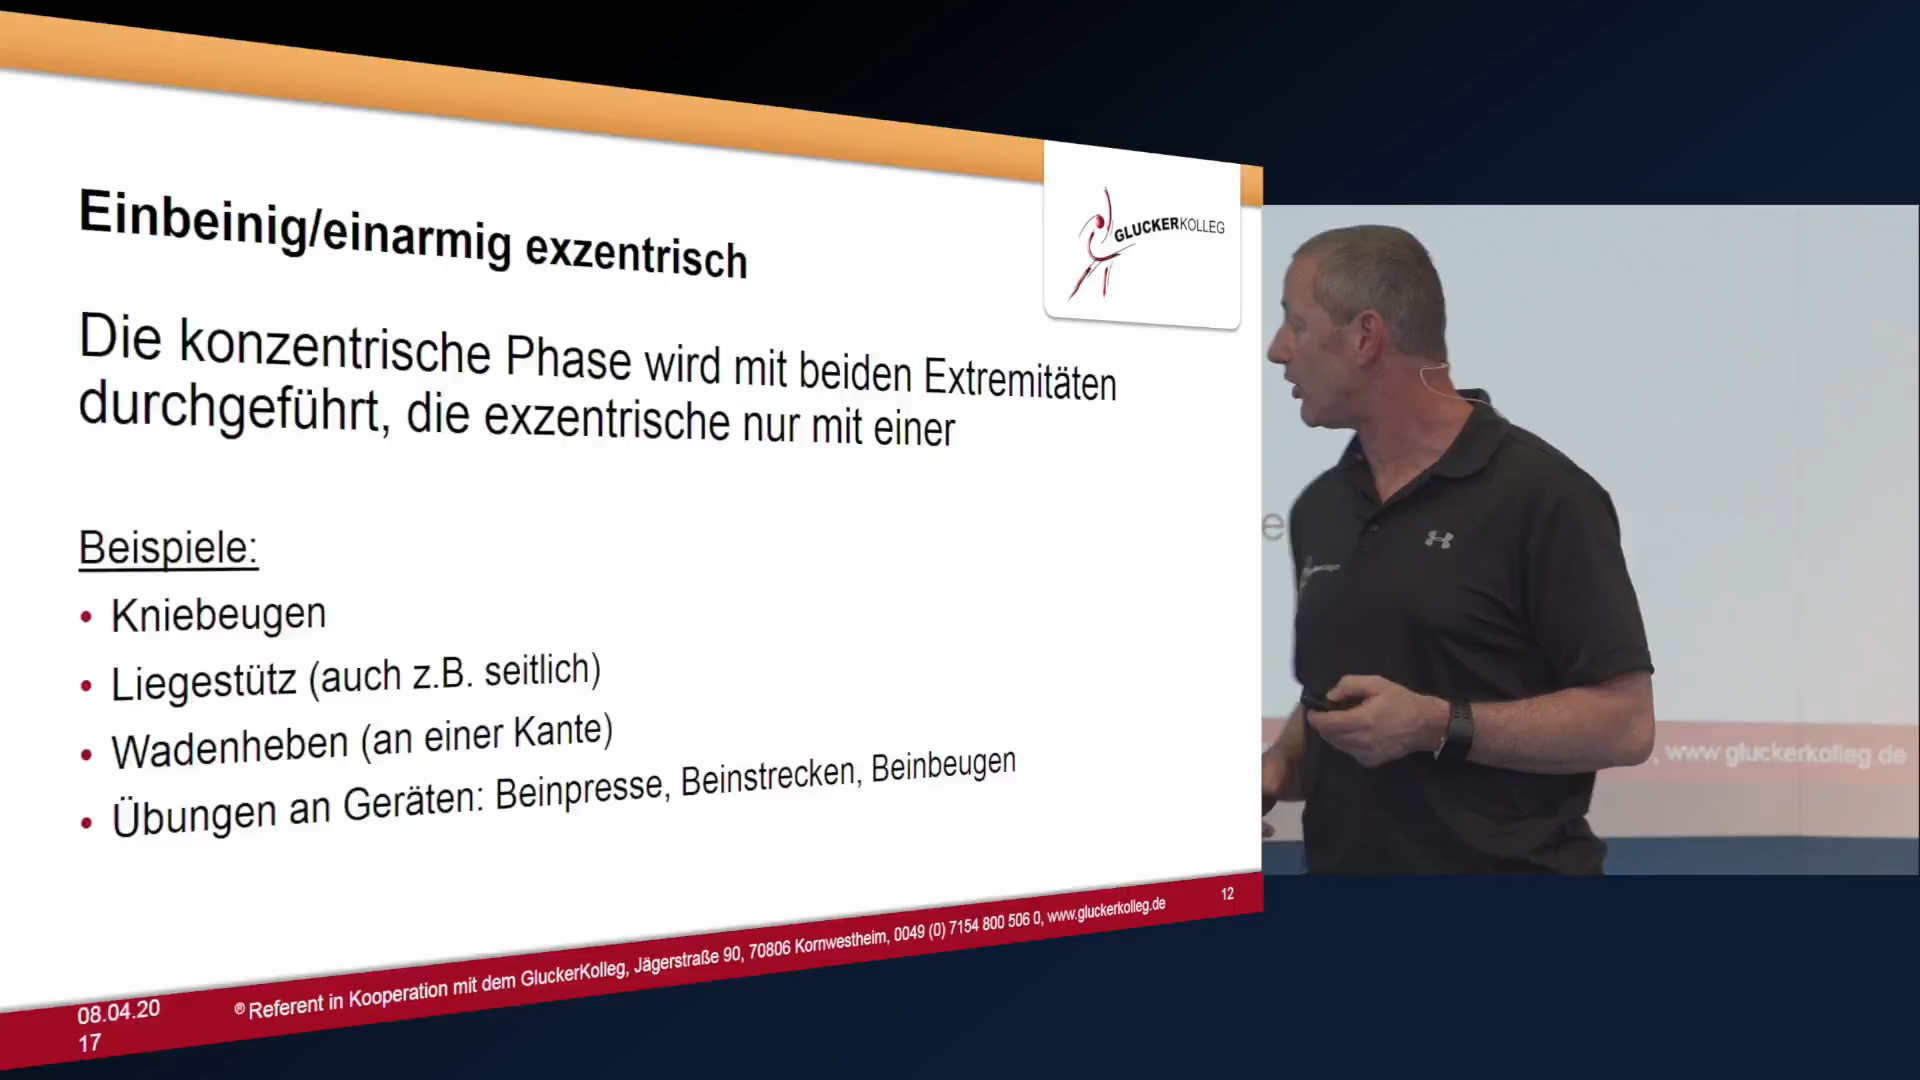 Einbeinig/einarmig exzentrisch
GLUCKERKOLLEG
Die konzentrische Phase wird mit beiden Extremitäten
durchgeführt, die exzentrische nur mit einer
Beispiele:
• Kniebeugen
• Liegestütz (auch z.B. seitlich)
• Wadenheben (an einer Kante)
• Übungen an Geräten: Beinpresse, Beinstrecken, Beinbeugen
08.04.20
17
® Referent in Kooperation mit dem GluckerKolleg, Jägerstraße 90, 70806 Kornwestheim, 0049 (0) 7154 800 506 0, www.gluckerkolleg.de
12
, www.gluckerkolleg.de